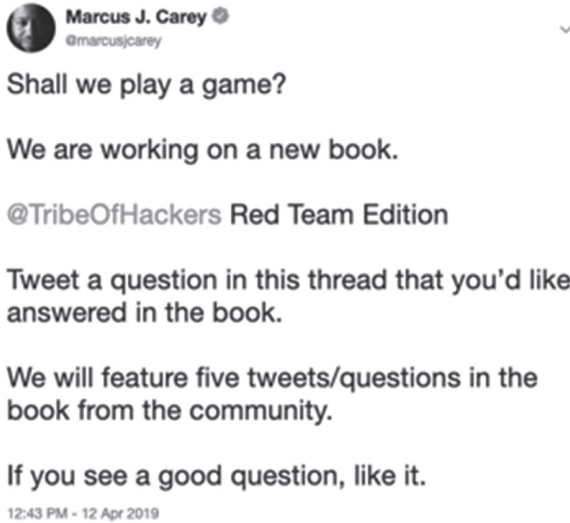 Marcus J. Carey
@marcusjcarey
Shall we play a game?
We are working on a new book.
@TribeOfHackers Red Team Edition
Tweet a question in this thread that you'd like
answered in the book.
We will feature five tweets/questions in the
book from the community.
If you see a good question, like it.
12:43 PM - 12 Apr 2019